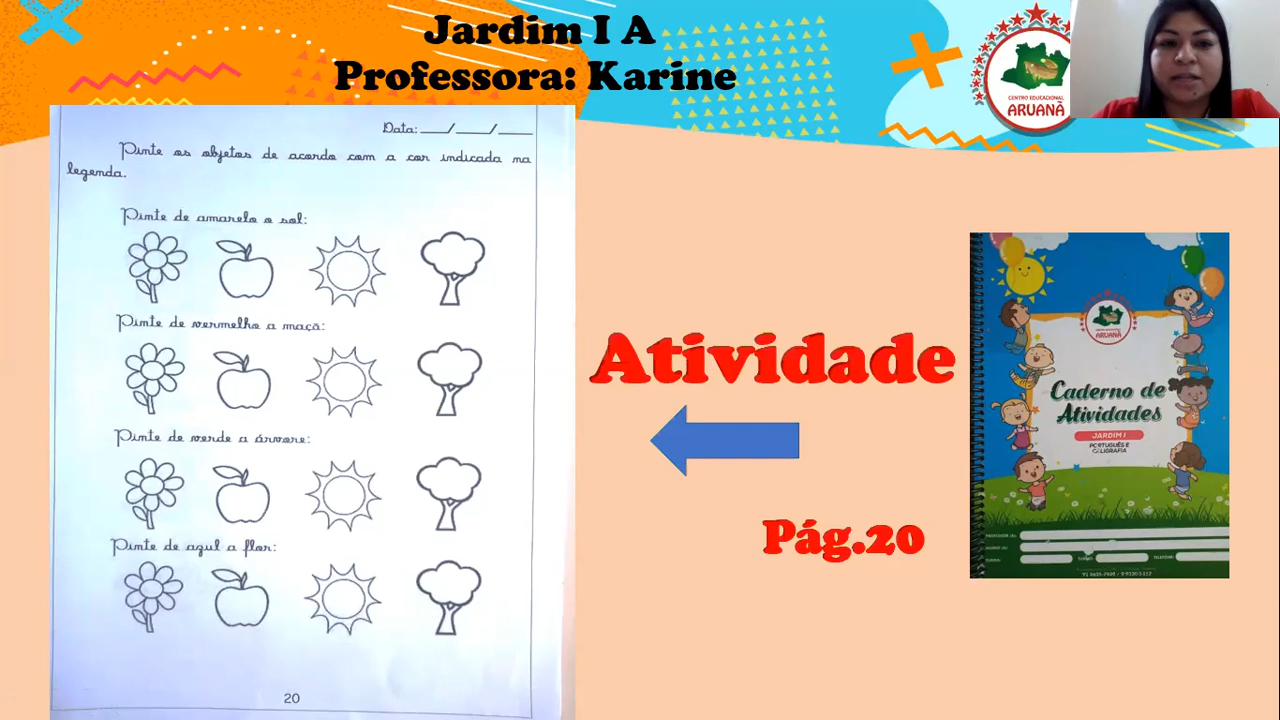 Jardim I A
Professora: Karine
CENTRO EDUCACIONAL
ARUANÃ
Data: ___/___/___
Pinte os objetos de acordo com a cor indicada na
legenda.
Pinte de amarelo o sol:
Pinte de vermelho a maçã:
Pinte de verde a árvore:
Pinte de azul a flor:
20
Atividade
Pág.20
ARUANÃ
Caderno de
Atividades
JARDIM I
PORTUGUÊS E
CALIGRAFIA